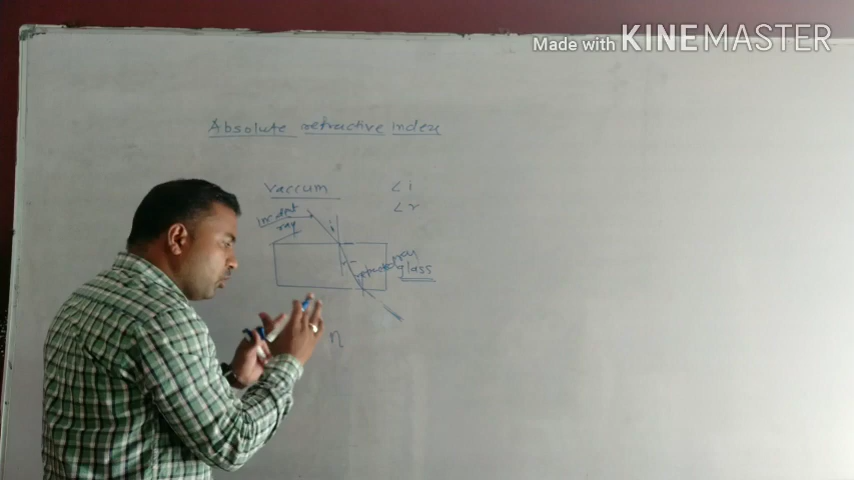 Made with KINEMASTER
Absolute refractive index
Vaccum
∠i
∠r
Incident
ray
i
r
refracted ray
glass
η